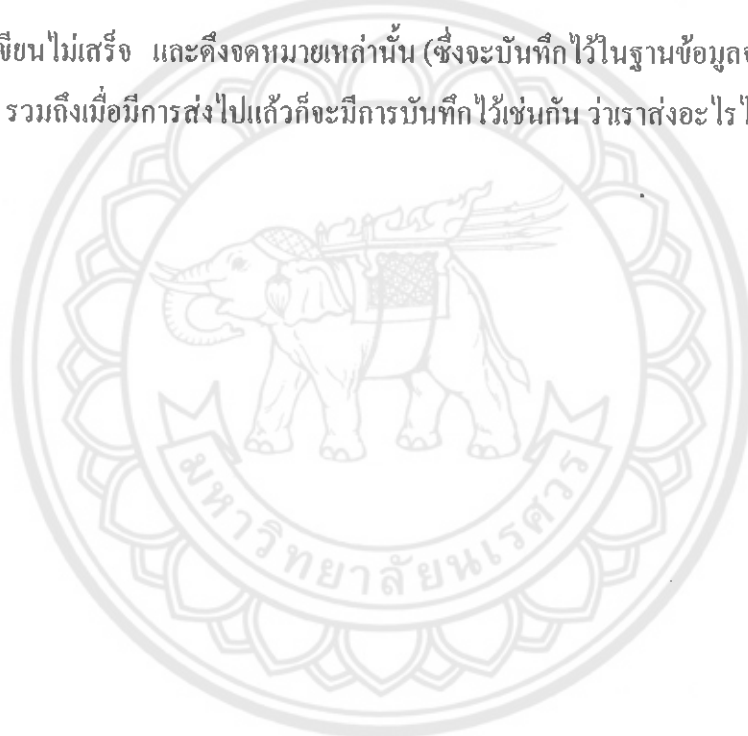 ขียนไม่เสร็จ และดึงจดหมายเหล่านั้น (ซึ่งจะบันทึกไว้ในฐานข้อมูล
รวมถึงเมื่อมีการส่งไปแล้วก็จะมีการบันทึกไว้เช่นกัน ว่าเราส่งอะไร
มหาวิทยาลัยนเรศวร